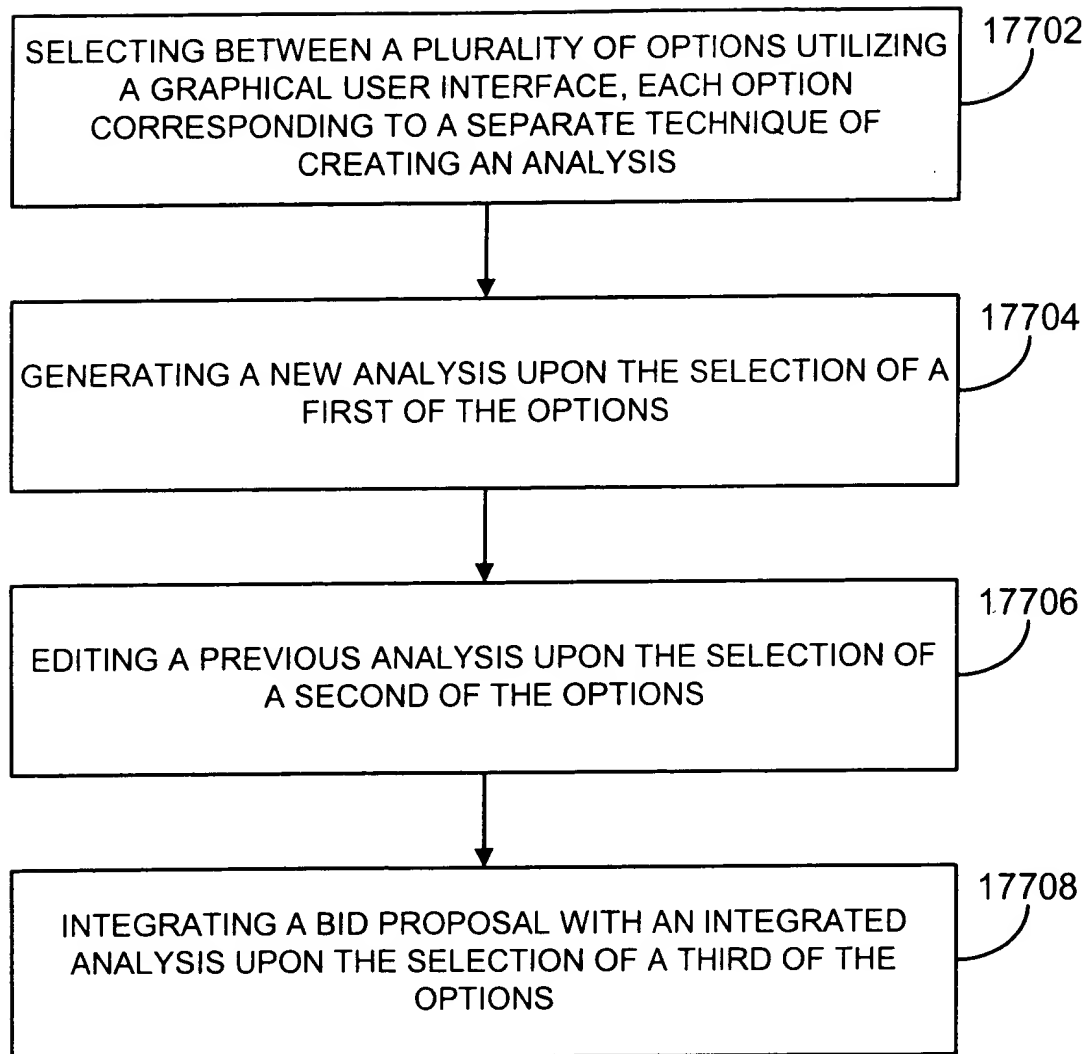 SELECTING BETWEEN A PLURALITY OF OPTIONS UTILIZING
A GRAPHICAL USER INTERFACE, EACH OPTION
CORRESPONDING TO A SEPARATE TECHNIQUE OF
CREATING AN ANALYSIS
17702
GENERATING A NEW ANALYSIS UPON THE SELECTION OF A
FIRST OF THE OPTIONS
17704
EDITING A PREVIOUS ANALYSIS UPON THE SELECTION OF
A SECOND OF THE OPTIONS
17706
INTEGRATING A BID PROPOSAL WITH AN INTEGRATED
ANALYSIS UPON THE SELECTION OF A THIRD OF THE
OPTIONS
17708